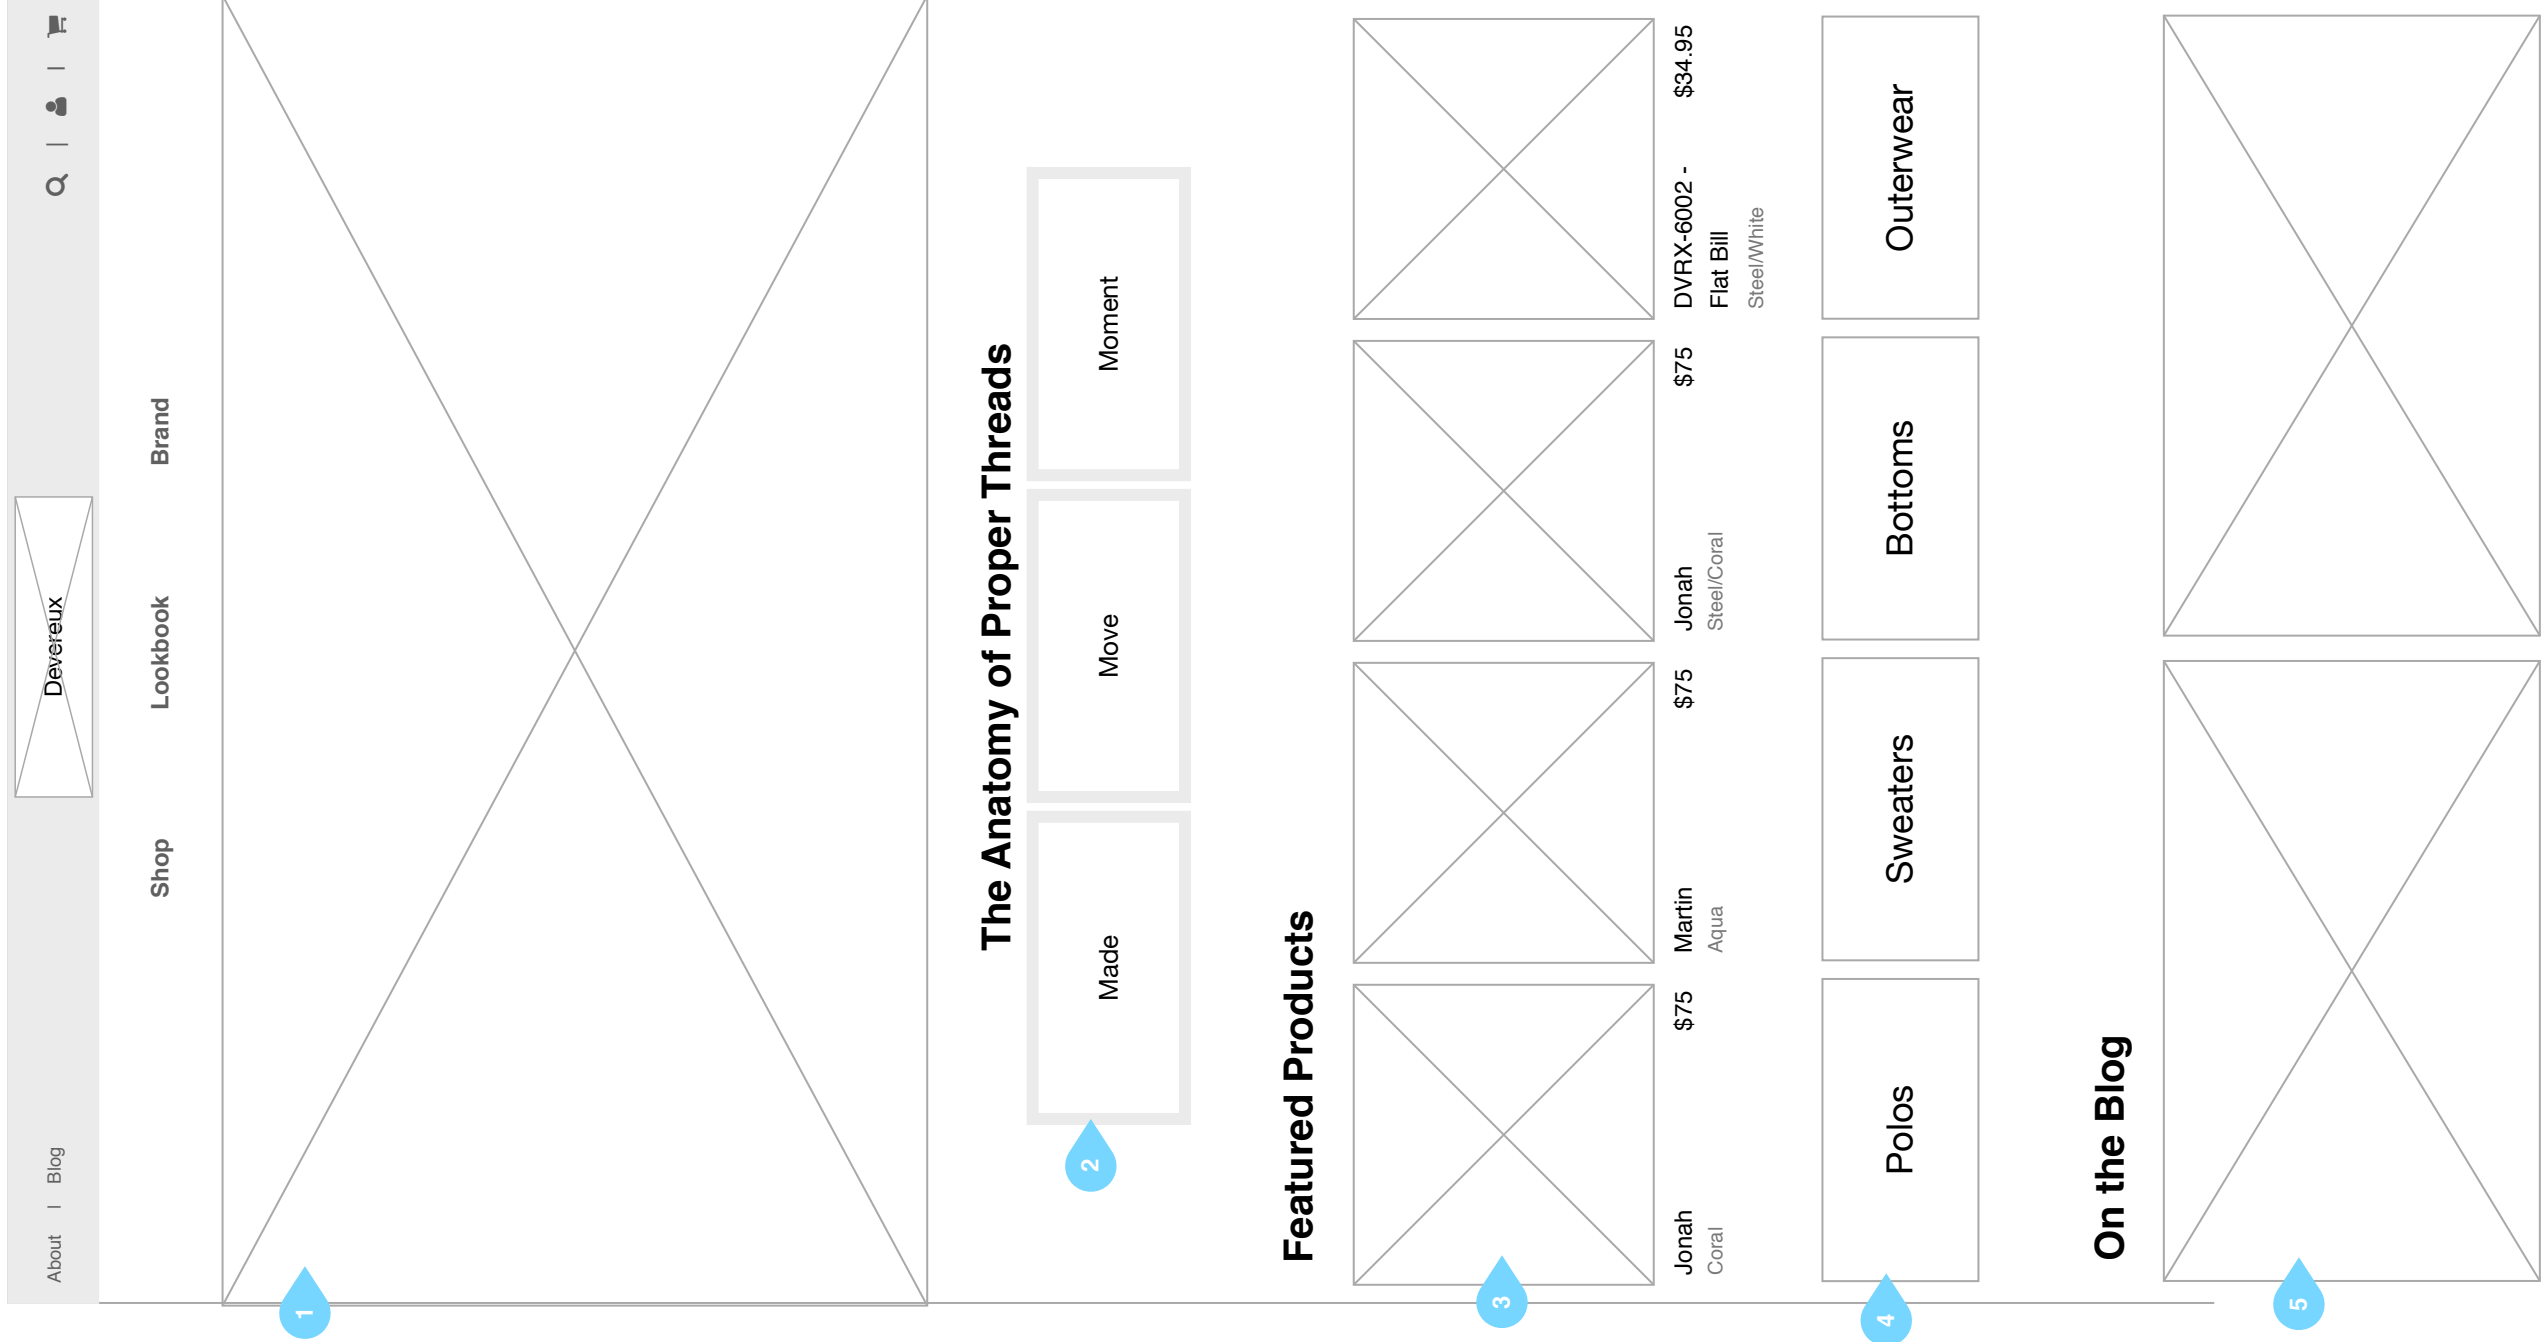 About | Blog
Devereux
Shop Lookbook Brand
1
The Anatomy of Proper Threads
2
Made Move Moment
Featured Products
3
Jonah $75
Coral
Martin $75
Aqua
Jonah $75
Steel/Coral
DVRX-6002 - $34.95
Flat Bill
Steel/White
4
Polos Sweaters Bottoms Outerwear
On the Blog
5